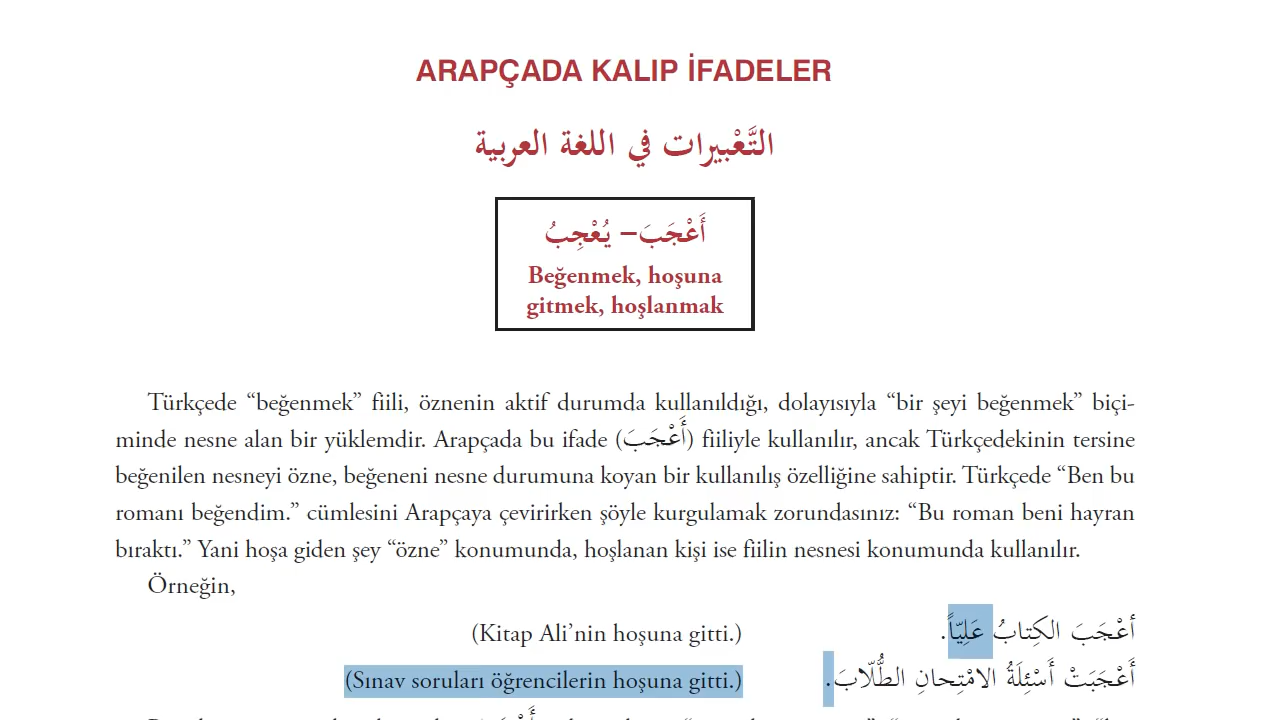 ARAPÇADA KALIP İFADELER
التَّعْبيرات في اللغة العربية
أَعْجَبَ – يُعْجِبُ
Beğenmek, hoşuna
gitmek, hoşlanmak
Türkçede “beğenmek” fiili, öznenin aktif durumda kullanıldığı, dolayısıyla “bir şeyi beğenmek” biçi-
minde nesne alan bir yüklemdir. Arapçada bu ifade (أَعْجَبَ) fiiliyle kullanılır, ancak Türkçedekinin tersine
beğenilen nesneyi özne, beğeneni nesne durumuna koyan bir kullanılış özelliğine sahiptir. Türkçede “Ben bu
romanı beğendim.” cümlesini Arapçaya çevirirken şöyle kurgulamak zorundasınız: “Bu roman beni hayran
bıraktı.” Yani hoşa giden şey “özne” konumunda, hoşlanan kişi ise fiilin nesnesi konumunda kullanılır.
Örneğin,
أعْجَبَ الكِتابُ عَلِيّاً. (Kitap Ali’nin hoşuna gitti.)
أَعْجَبَتْ أَسْئِلَةُ الامْتِحانِ الطُّلّابَ. (Sınav soruları öğrencilerin hoşuna gitti.)